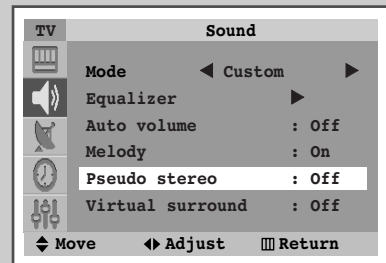 TV Sound
Mode Custom
Equalizer
Auto volume : Off
Melody : On
Pseudo stereo : Off
Virtual surround : Off
Move Adjust Return